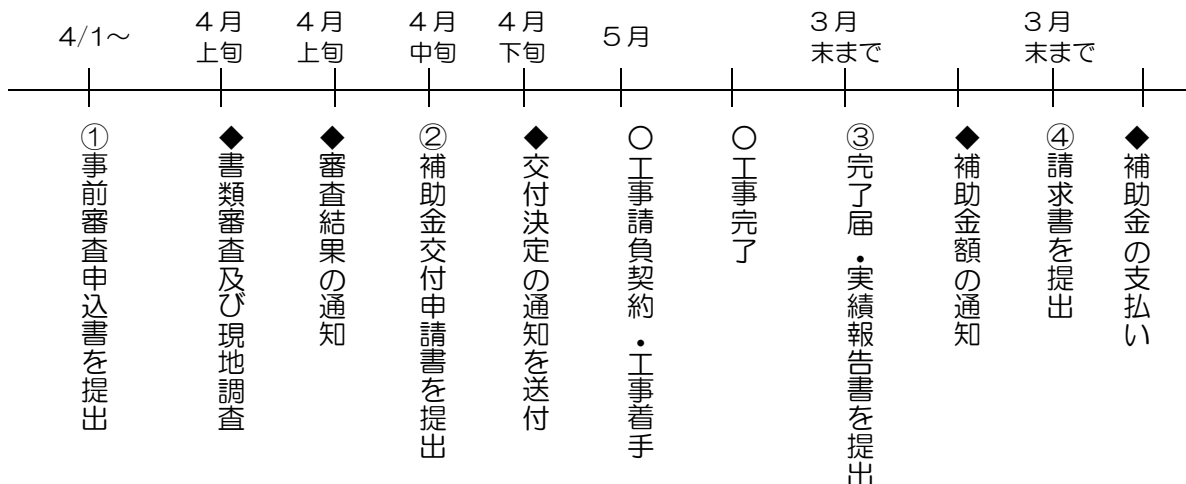 4/1～
4月
上旬
4月
上旬
4月
中旬
4月
下旬
5月
3月
末まで
3月
末まで
①事前審査申込書を提出
◆書類審査及び現地調査
◆審査結果の通知
②補助金交付申請書を提出
◆交付決定の通知を送付
○工事請負契約・工事着手
○工事完了
③完了届・実績報告書を提出
◆補助金額の通知
④請求書を提出
◆補助金の支払い